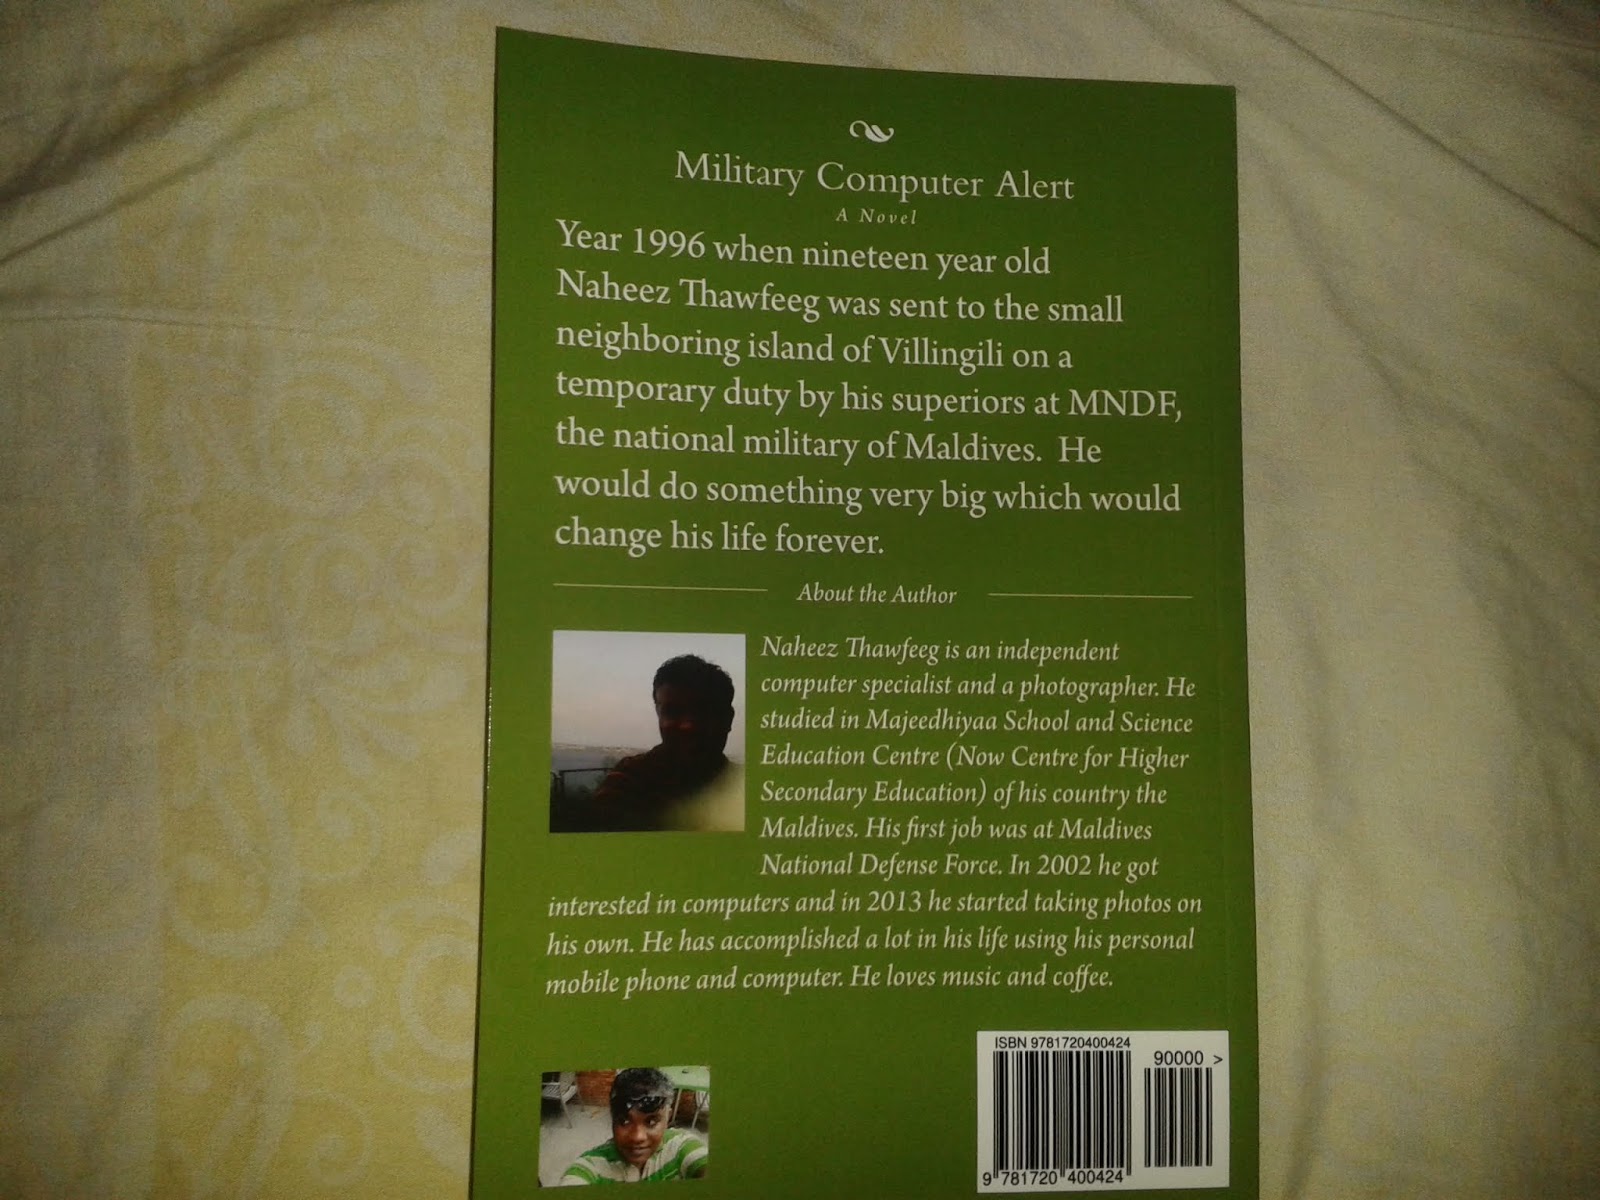 Military Computer Alert
A Novel
Year 1996 when nineteen year old
Naheez Thawfeeg was sent to the small
neighboring island of Villingili on a
temporary duty by his superiors at MNDF,
the national military of Maldives.  He
would do something very big which would
change his life forever.
About the Author
Naheez Thawfeeg is an independent
computer specialist and a photographer. He
studied in Majeedhiyaa School and Science
Education Centre (Now Centre for Higher
Secondary Education) of his country the
Maldives. His first job was at Maldives
National Defense Force. In 2002 he got
interested in computers and in 2013 he started taking photos on
his own. He has accomplished a lot in his life using his personal
mobile phone and computer. He loves music and coffee.
ISBN 9781720400424
90000 >
9 781720 400424